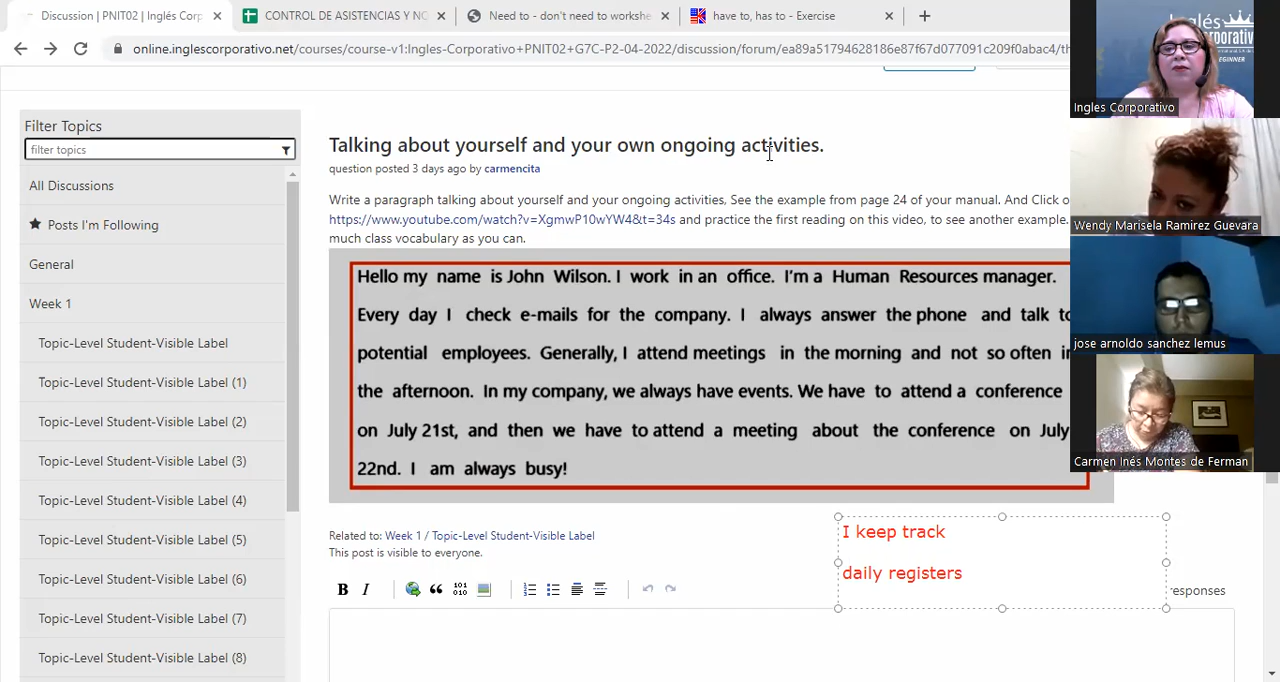 Discussion | PNIT02 | Inglés Corp
CONTROL DE ASISTENCIAS Y NO
Need to - don't need to workshe
have to, has to - Exercise
online.inglescorporativo.net/courses/course-v1:Ingles-Corporativo+PNIT02+G7C-P2-04-2022/discussion/forum/ea89a51794628186e87f67d077091c209f0abac4/th
Inglés
Corporativo
EGINNER
Ingles Corporativo
Wendy Marisela Ramirez Guevara
jose arnoldo sanchez lemus
Carmen Inés Montes de Ferman
Filter Topics
filter topics
All Discussions
Posts I'm Following
General
Week 1
Topic-Level Student-Visible Label
Topic-Level Student-Visible Label (1)
Topic-Level Student-Visible Label (2)
Topic-Level Student-Visible Label (3)
Topic-Level Student-Visible Label (4)
Topic-Level Student-Visible Label (5)
Topic-Level Student-Visible Label (6)
Topic-Level Student-Visible Label (7)
Topic-Level Student-Visible Label (8)
Talking about yourself and your own ongoing activities.
question posted 3 days ago by carmencita
Write a paragraph talking about yourself and your ongoing activities, See the example from page 24 of your manual. And Click o
https://www.youtube.com/watch?v=XgmwP10wYW4&t=34s and practice the first reading on this video, to see another example.
much class vocabulary as you can.
Hello my name is John Wilson. I work in an office. I'm a Human Resources manager.
Every day I check e-mails for the company. I always answer the phone and talk to
potential employees. Generally, I attend meetings in the morning and not so often in
the afternoon. In my company, we always have events. We have to attend a conference
on July 21st, and then we have to attend a meeting about the conference on July
22nd. I am always busy!
Related to: Week 1 / Topic-Level Student-Visible Label
This post is visible to everyone.
I keep track
daily registers
B I
responses